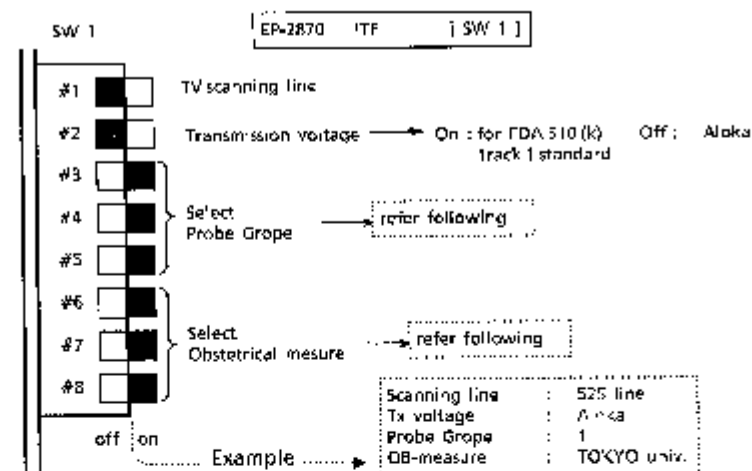 SW 1
EP-2870 ITF [ SW 1 ]
#1 TV scanning line
#2 Transmission voltage On : for FDA 510 (k) Off : Aloka
Track 1 standard
#3
#4 Select
Probe Grope
refer following
#5
#6
#7 Select
Obstetrical mesure
refer following
#8
off on
Example
Scanning line : 525 line
Tx voltage : Aloka
Probe Grope : 1
OB-measure : TOKYO univ.